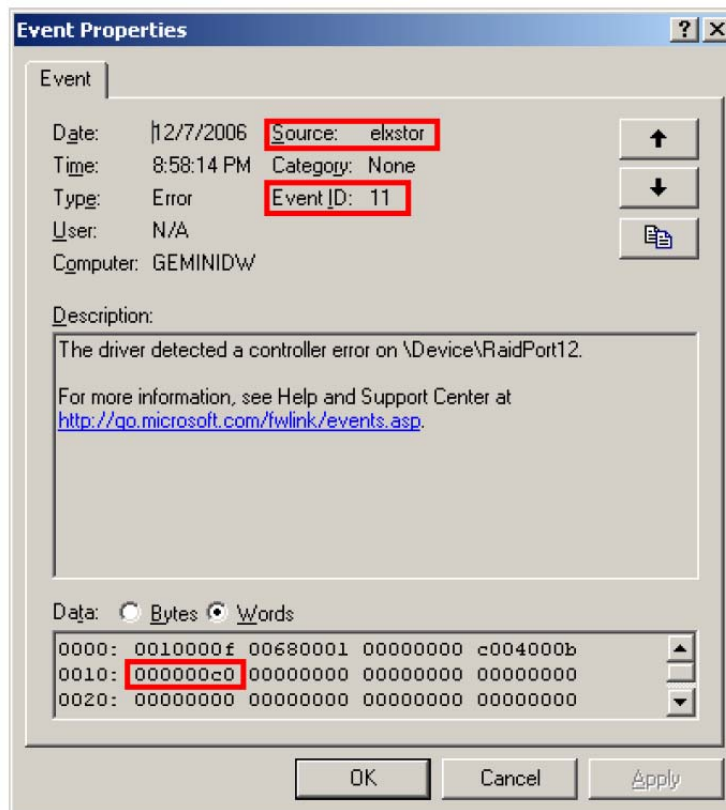 Event Properties
Event
Date: 12/7/2006 Source: elxstor
Time: 8:58:14 PM Category: None
Type: Error Event ID: 11
User: N/A
Computer: GEMINIDW
Description:
The driver detected a controller error on \Device\RaidPort12.
For more information, see Help and Support Center at
http://go.microsoft.com/fwlink/events.asp.
Data: Bytes Words
0000: 0010000f 00680001 00000000 c004000b
0010: 000000c0 00000000 00000000 00000000
0020: 00000000 00000000 00000000 00000000
OK Cancel Apply